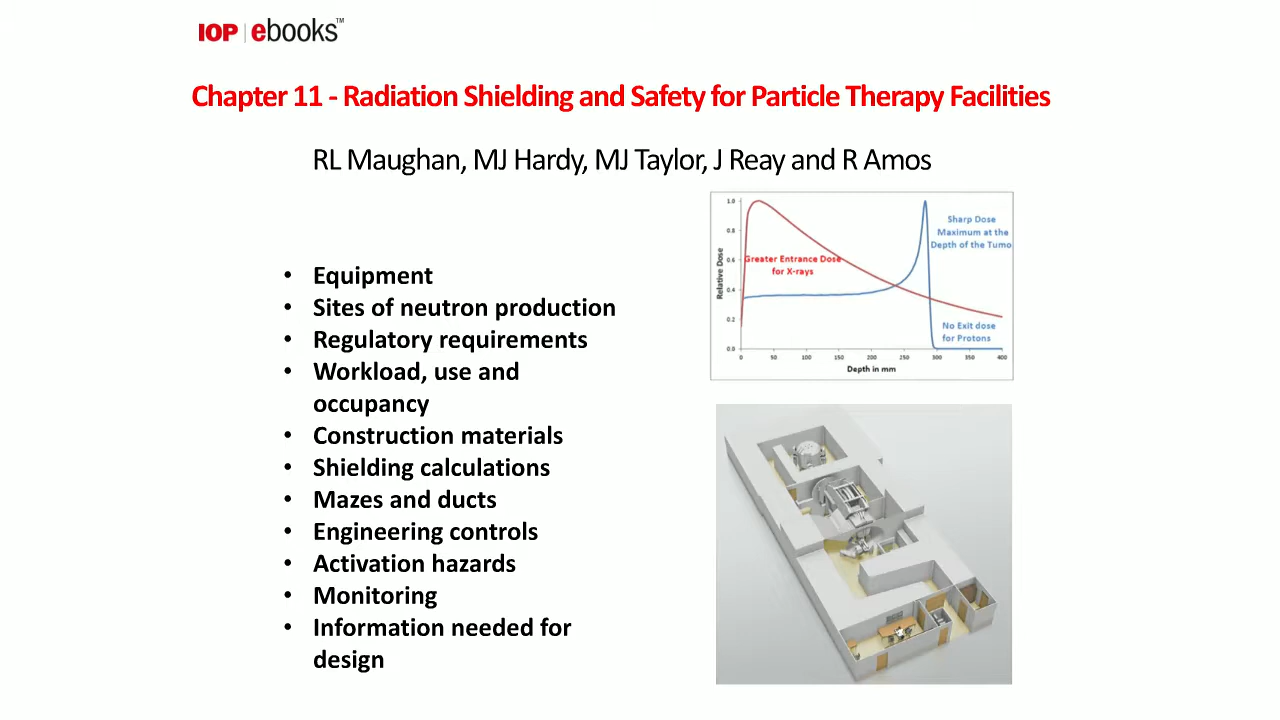 IOP ebooks™
Chapter 11 - Radiation Shielding and Safety for Particle Therapy Facilities
RL Maughan, MJ Hardy, MJ Taylor, J Reay and R Amos
• Equipment
• Sites of neutron production
• Regulatory requirements
• Workload, use and
occupancy
• Construction materials
• Shielding calculations
• Mazes and ducts
• Engineering controls
• Activation hazards
• Monitoring
• Information needed for
design
Relative Dose
1.0
0.8
0.6
0.4
0.2
0.0
Greater Entrance Dose
for X-rays
Sharp Dose
Maximum at the
Depth of the Tumo
No Exit dose
for Protons
0 50 100 150 200 250 300 350 400
Depth in mm